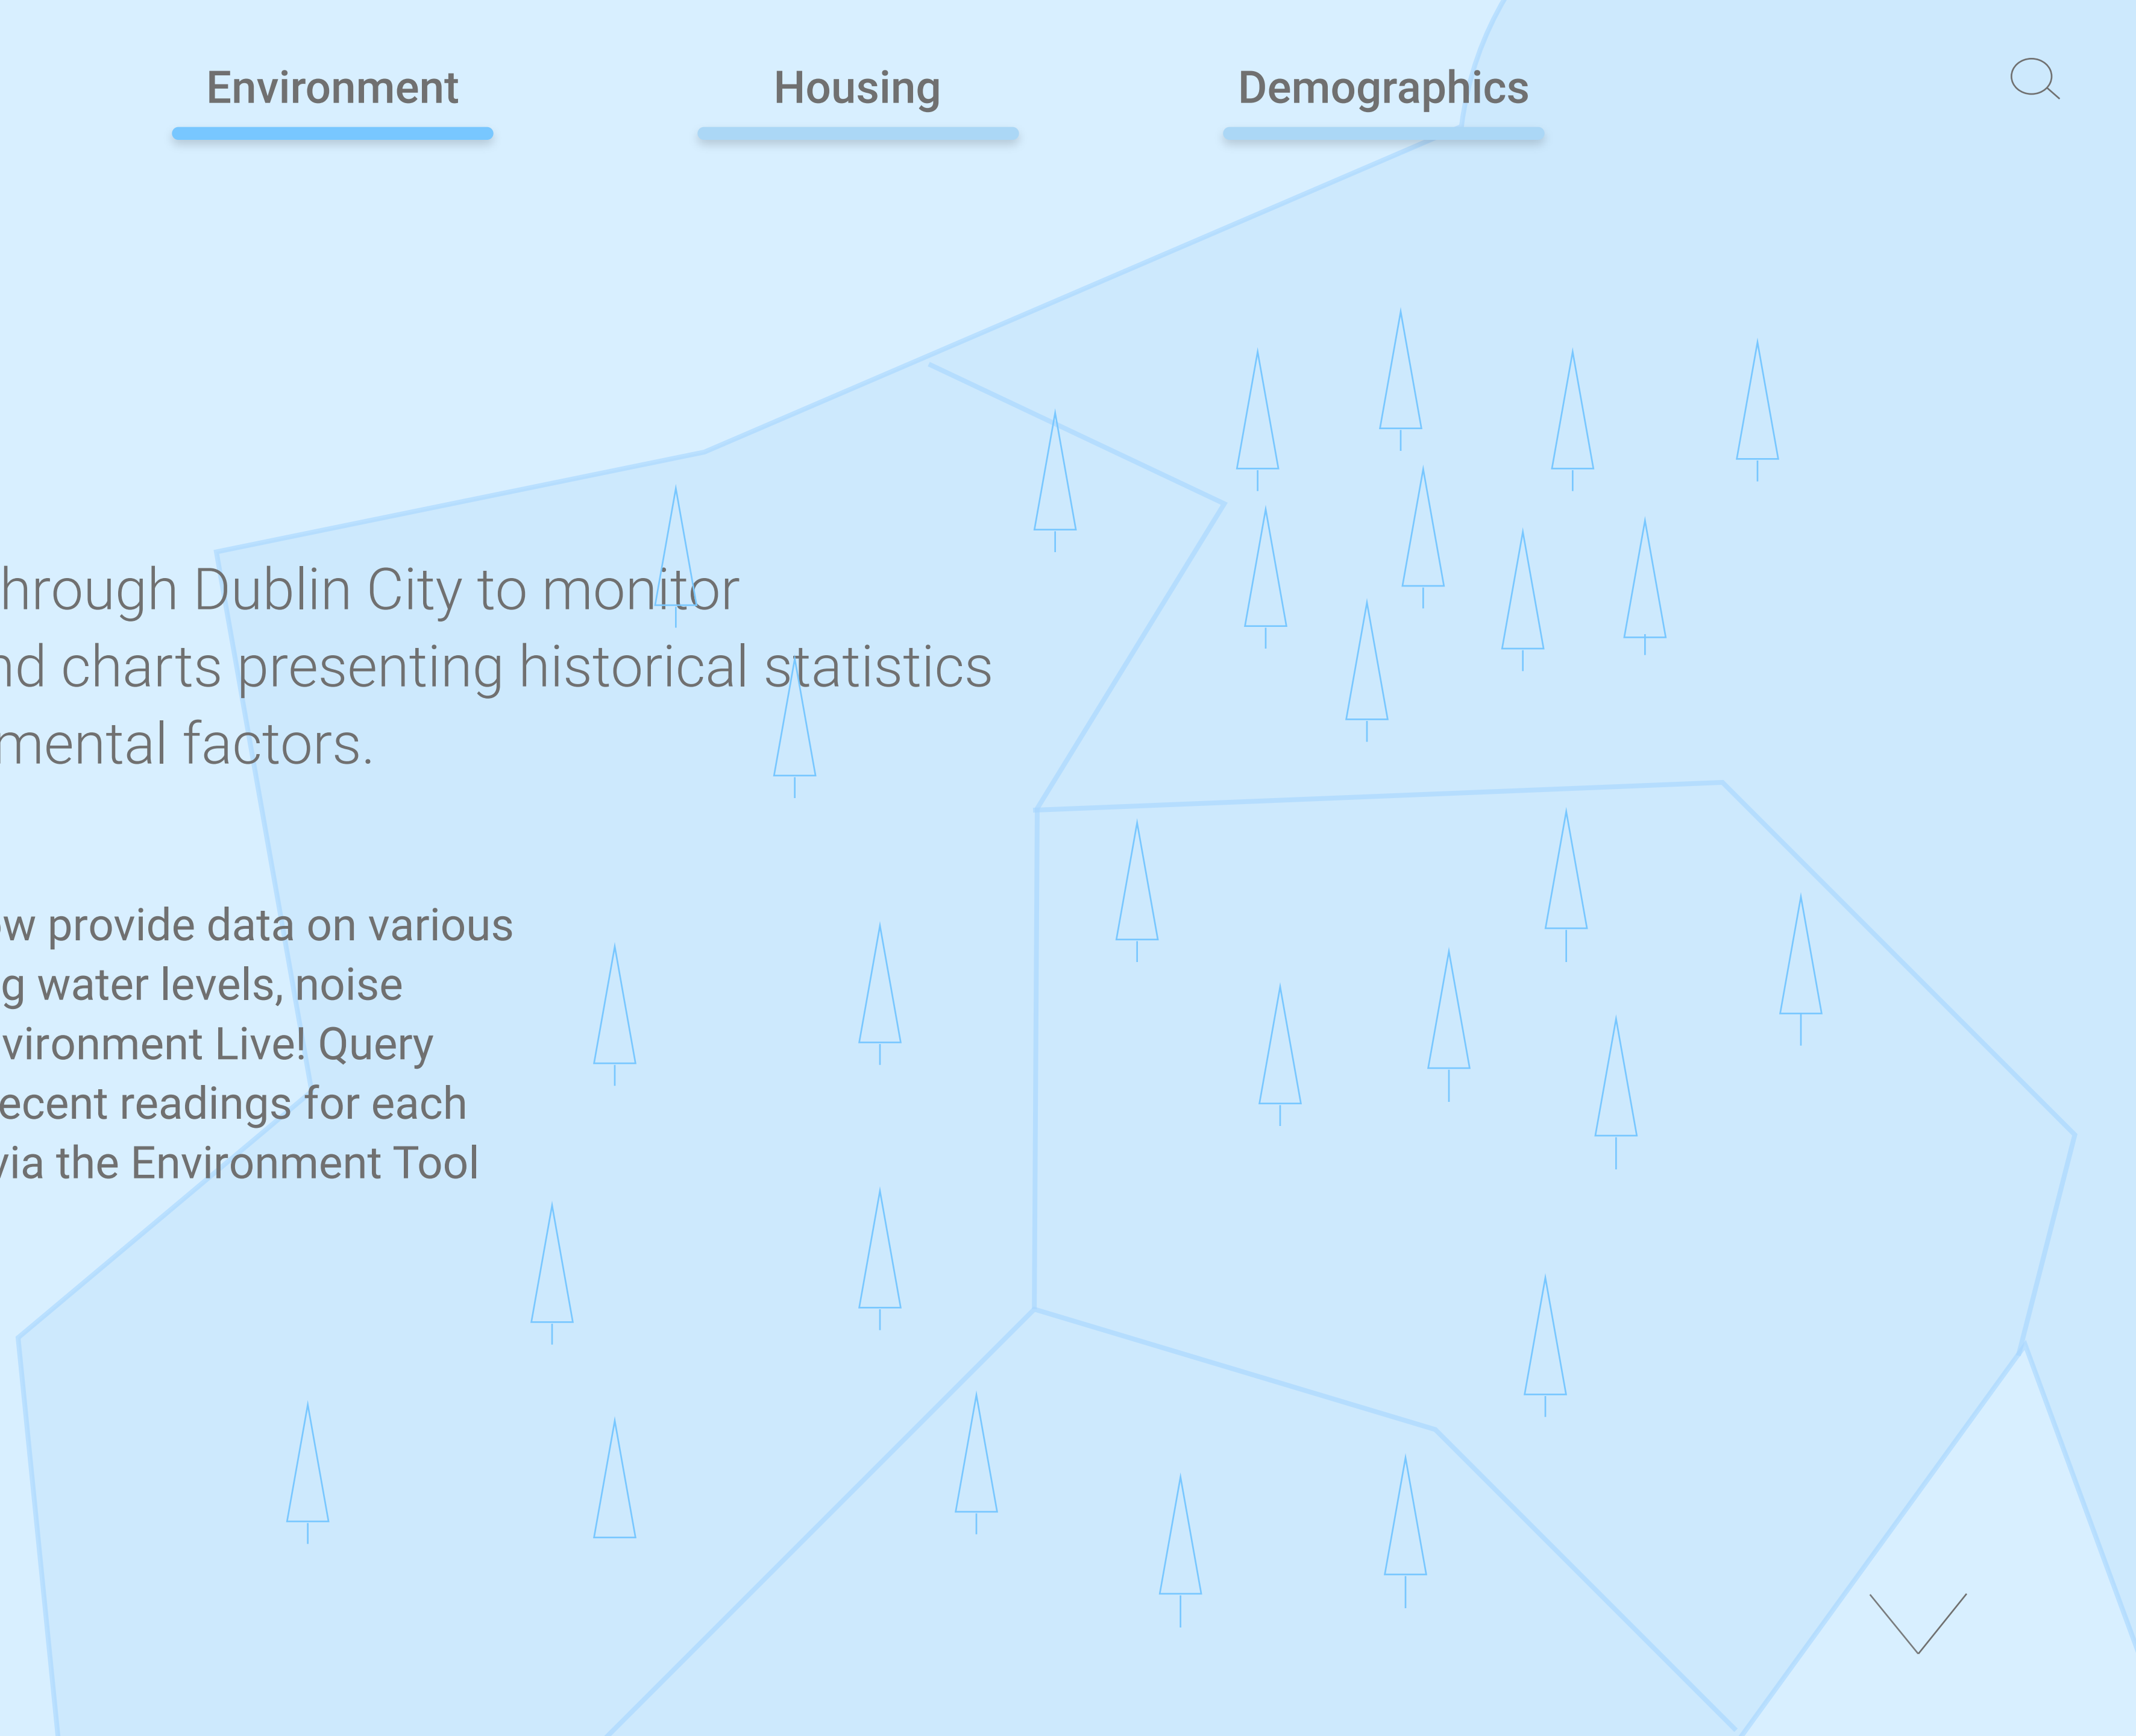 Environment Housing Demographics
hrough Dublin City to monitor
nd charts presenting historical statistics
mental factors.
w provide data on various
g water levels, noise
vironment Live! Query
ecent readings for each
via the Environment Tool